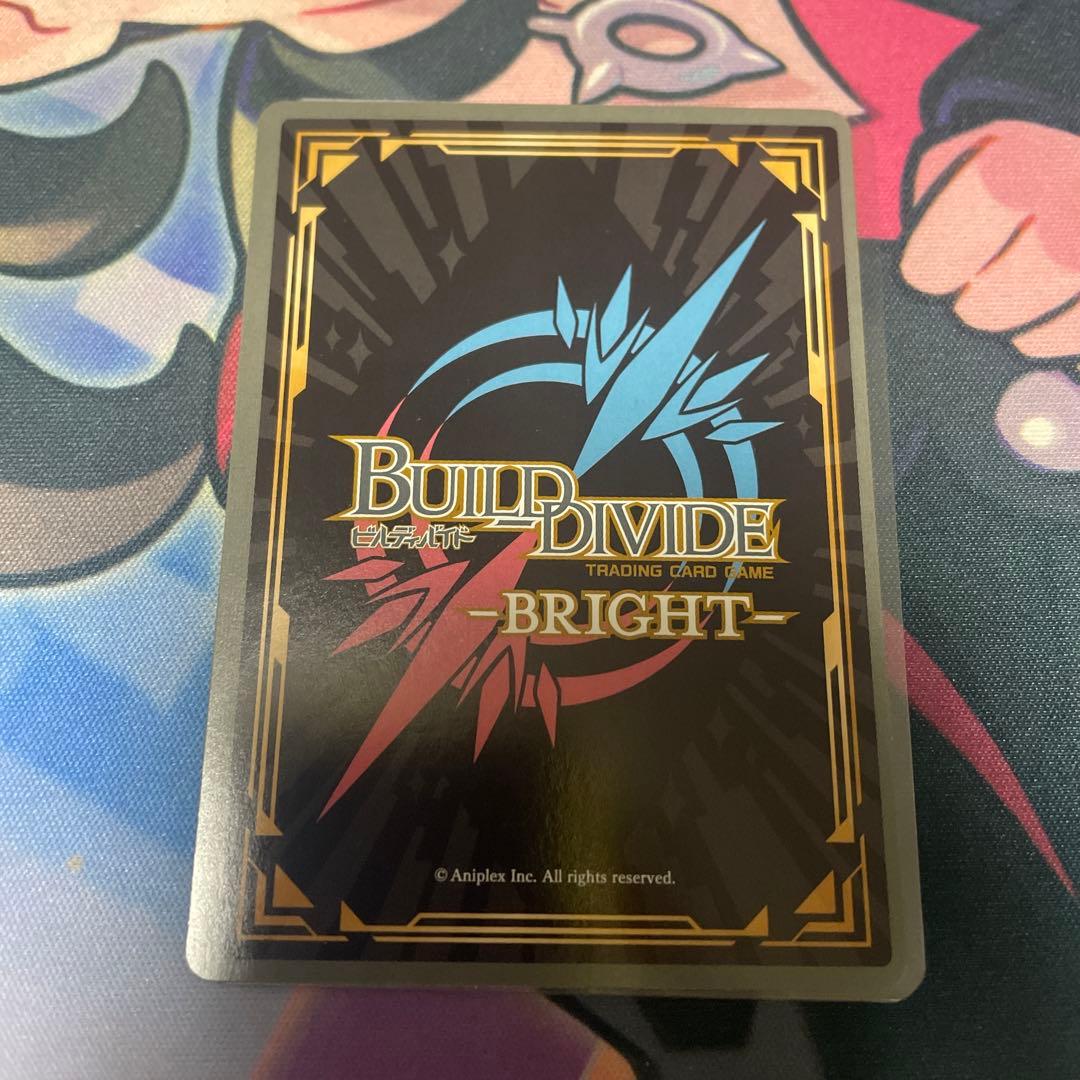 BUILD DIVIDE
ビルディバイド
TRADING CARD GAME
-BRIGHT-
© Aniplex Inc. All rights reserved.